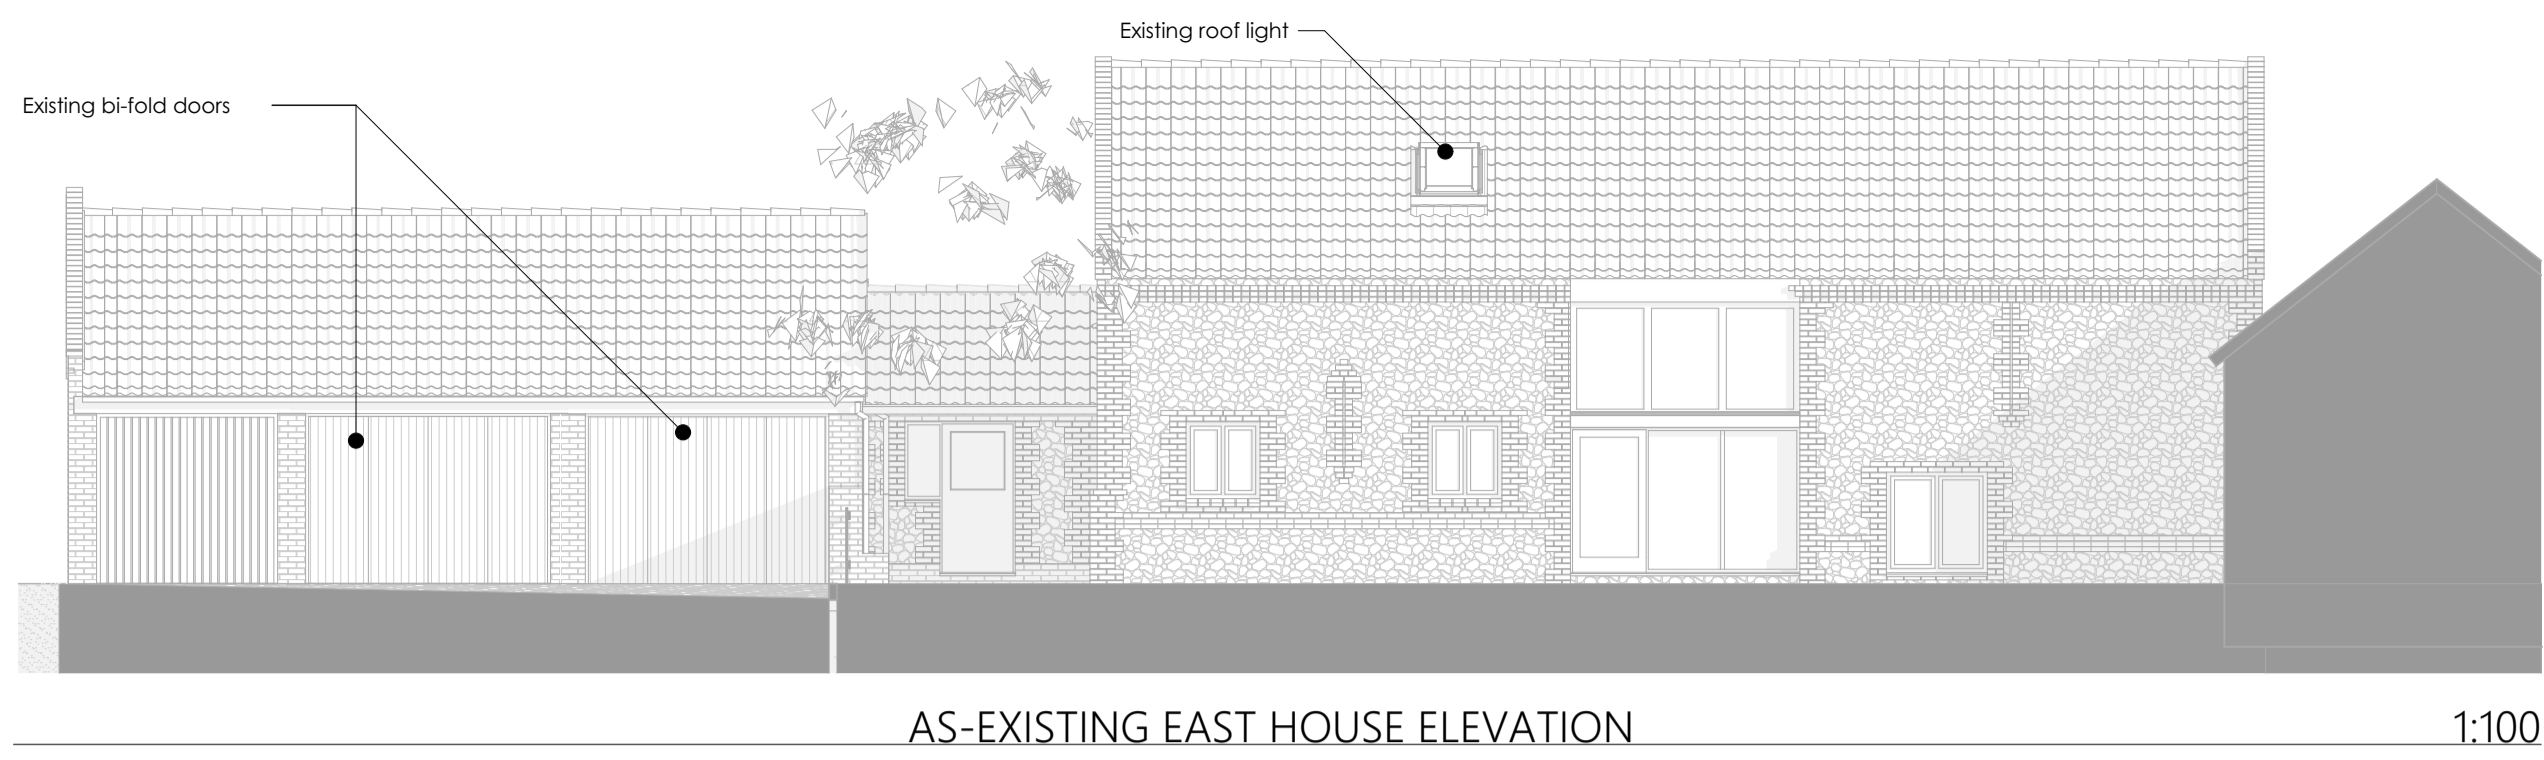 Existing roof light
Existing bi-fold doors
AS-EXISTING EAST HOUSE ELEVATION
1:100